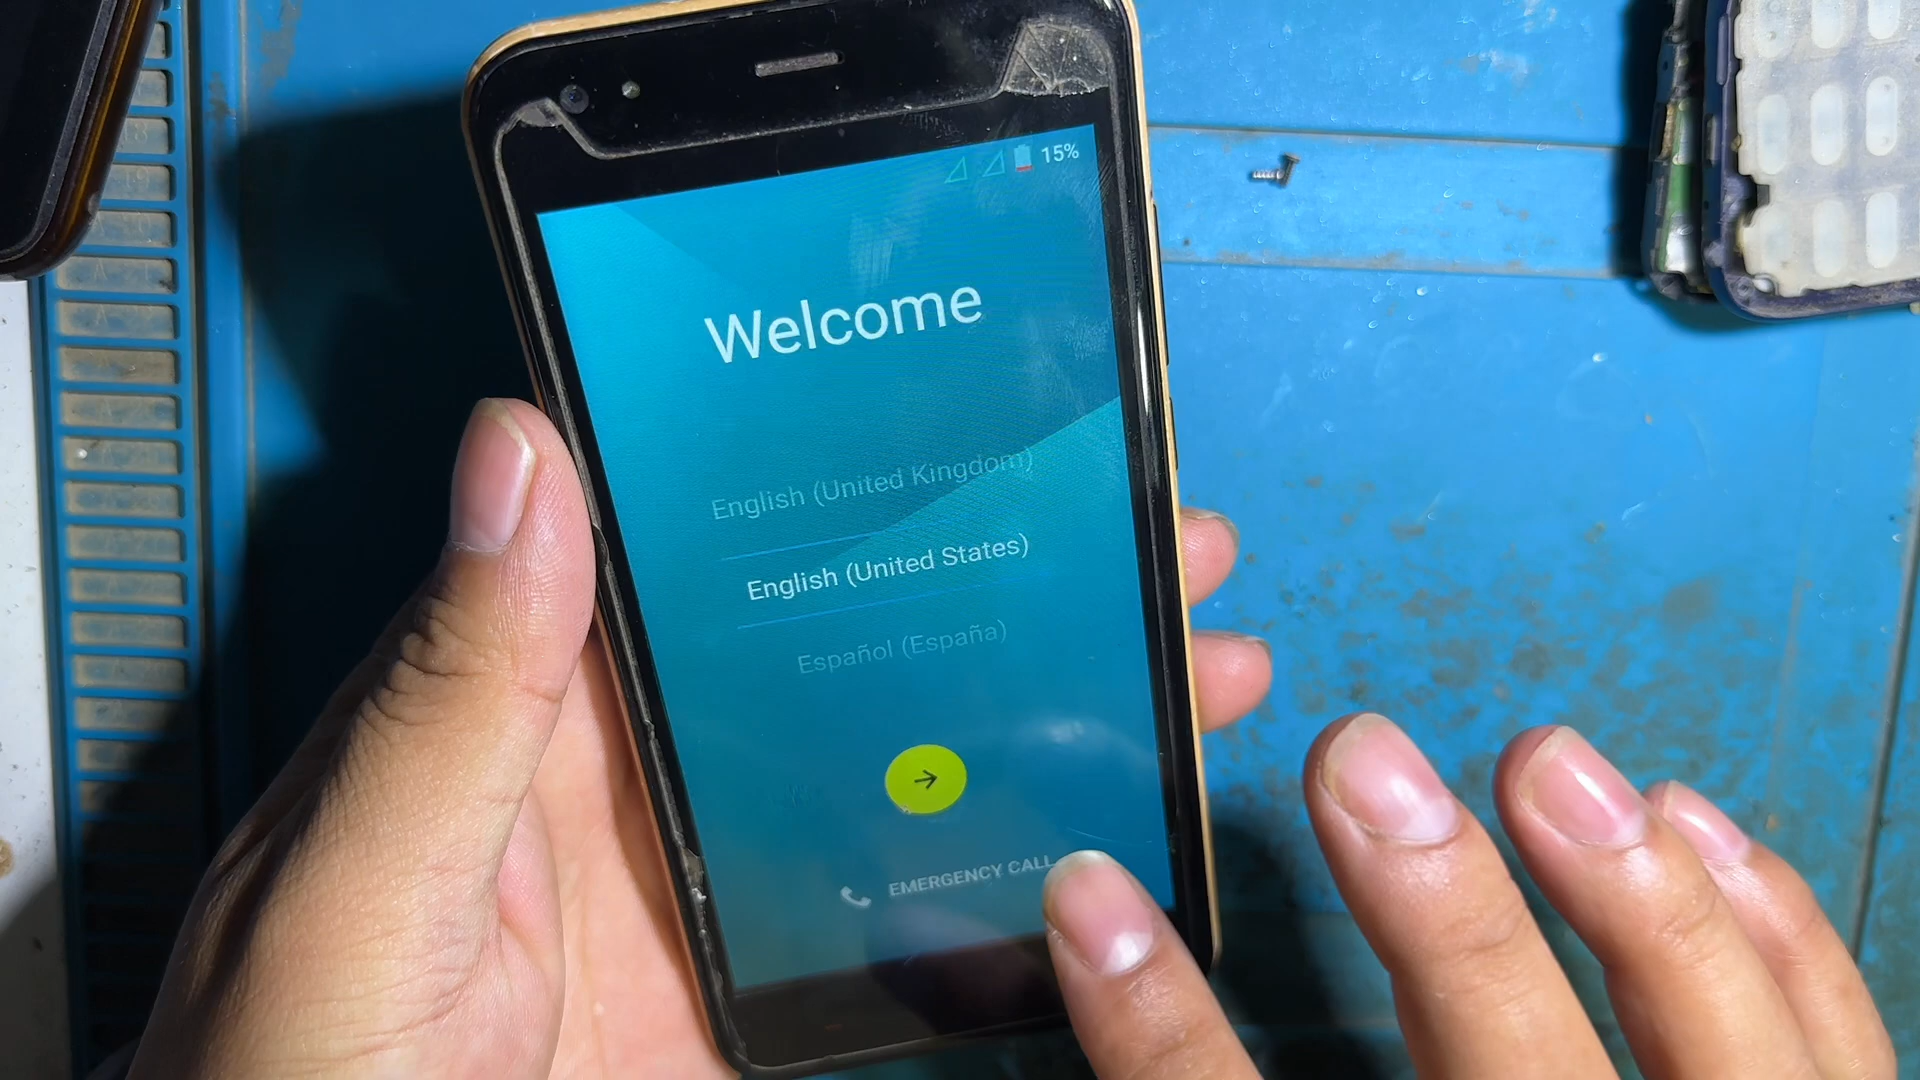 15%
Welcome
English (United Kingdom)
English (United States)
Español (España)
EMERGENCY CALL